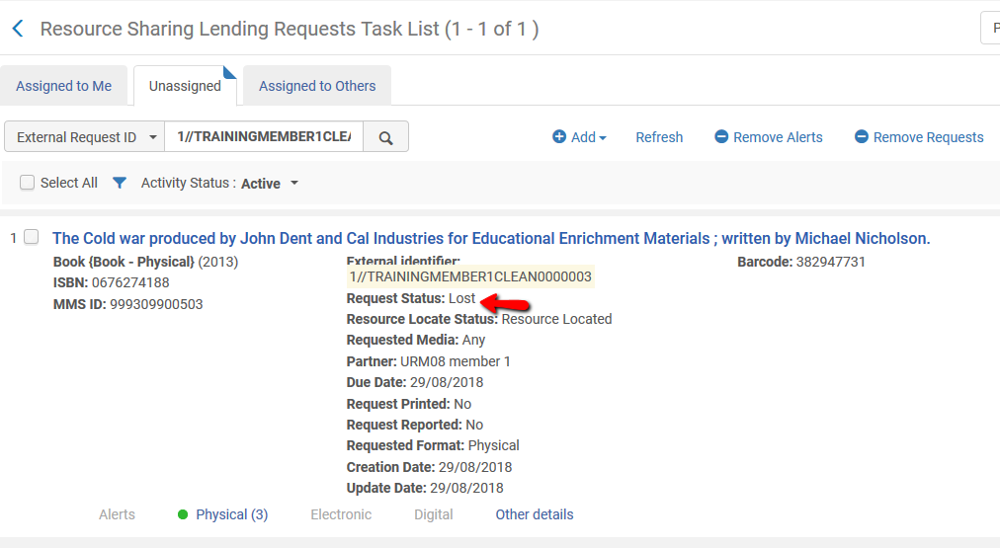 Resource Sharing Lending Requests Task List (1 - 1 of 1 )
Assigned to Me
Unassigned
Assigned to Others
External Request ID
1//TRAININGMEMBER1CLEA
Add
Refresh
Remove Alerts
Remove Requests
Select All
Activity Status : Active
1
The Cold war produced by John Dent and Cal Industries for Educational Enrichment Materials ; written by Michael Nicholson.
Book {Book - Physical} (2013)
ISBN: 0676274188
MMS ID: 999309900503
External identifier:
1//TRAININGMEMBER1CLEAN0000003
Request Status: Lost
Resource Locate Status: Resource Located
Requested Media: Any
Partner: URM08 member 1
Due Date: 29/08/2018
Request Printed: No
Request Reported: No
Requested Format: Physical
Creation Date: 29/08/2018
Update Date: 29/08/2018
Barcode: 382947731
Alerts
Physical (3)
Electronic
Digital
Other details